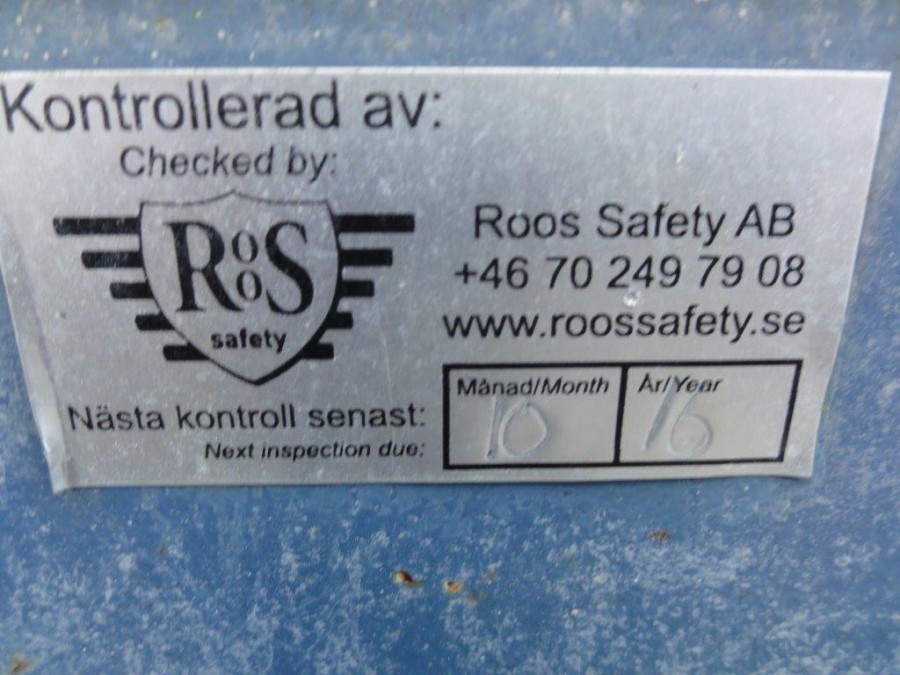 Kontrollerad av:
Checked by:
ROOS
safety
Roos Safety AB
+46 70 249 79 08
www.roossafety.se
Nästa kontroll senast:
Next inspection due:
Månad/Month
10
År/Year
16